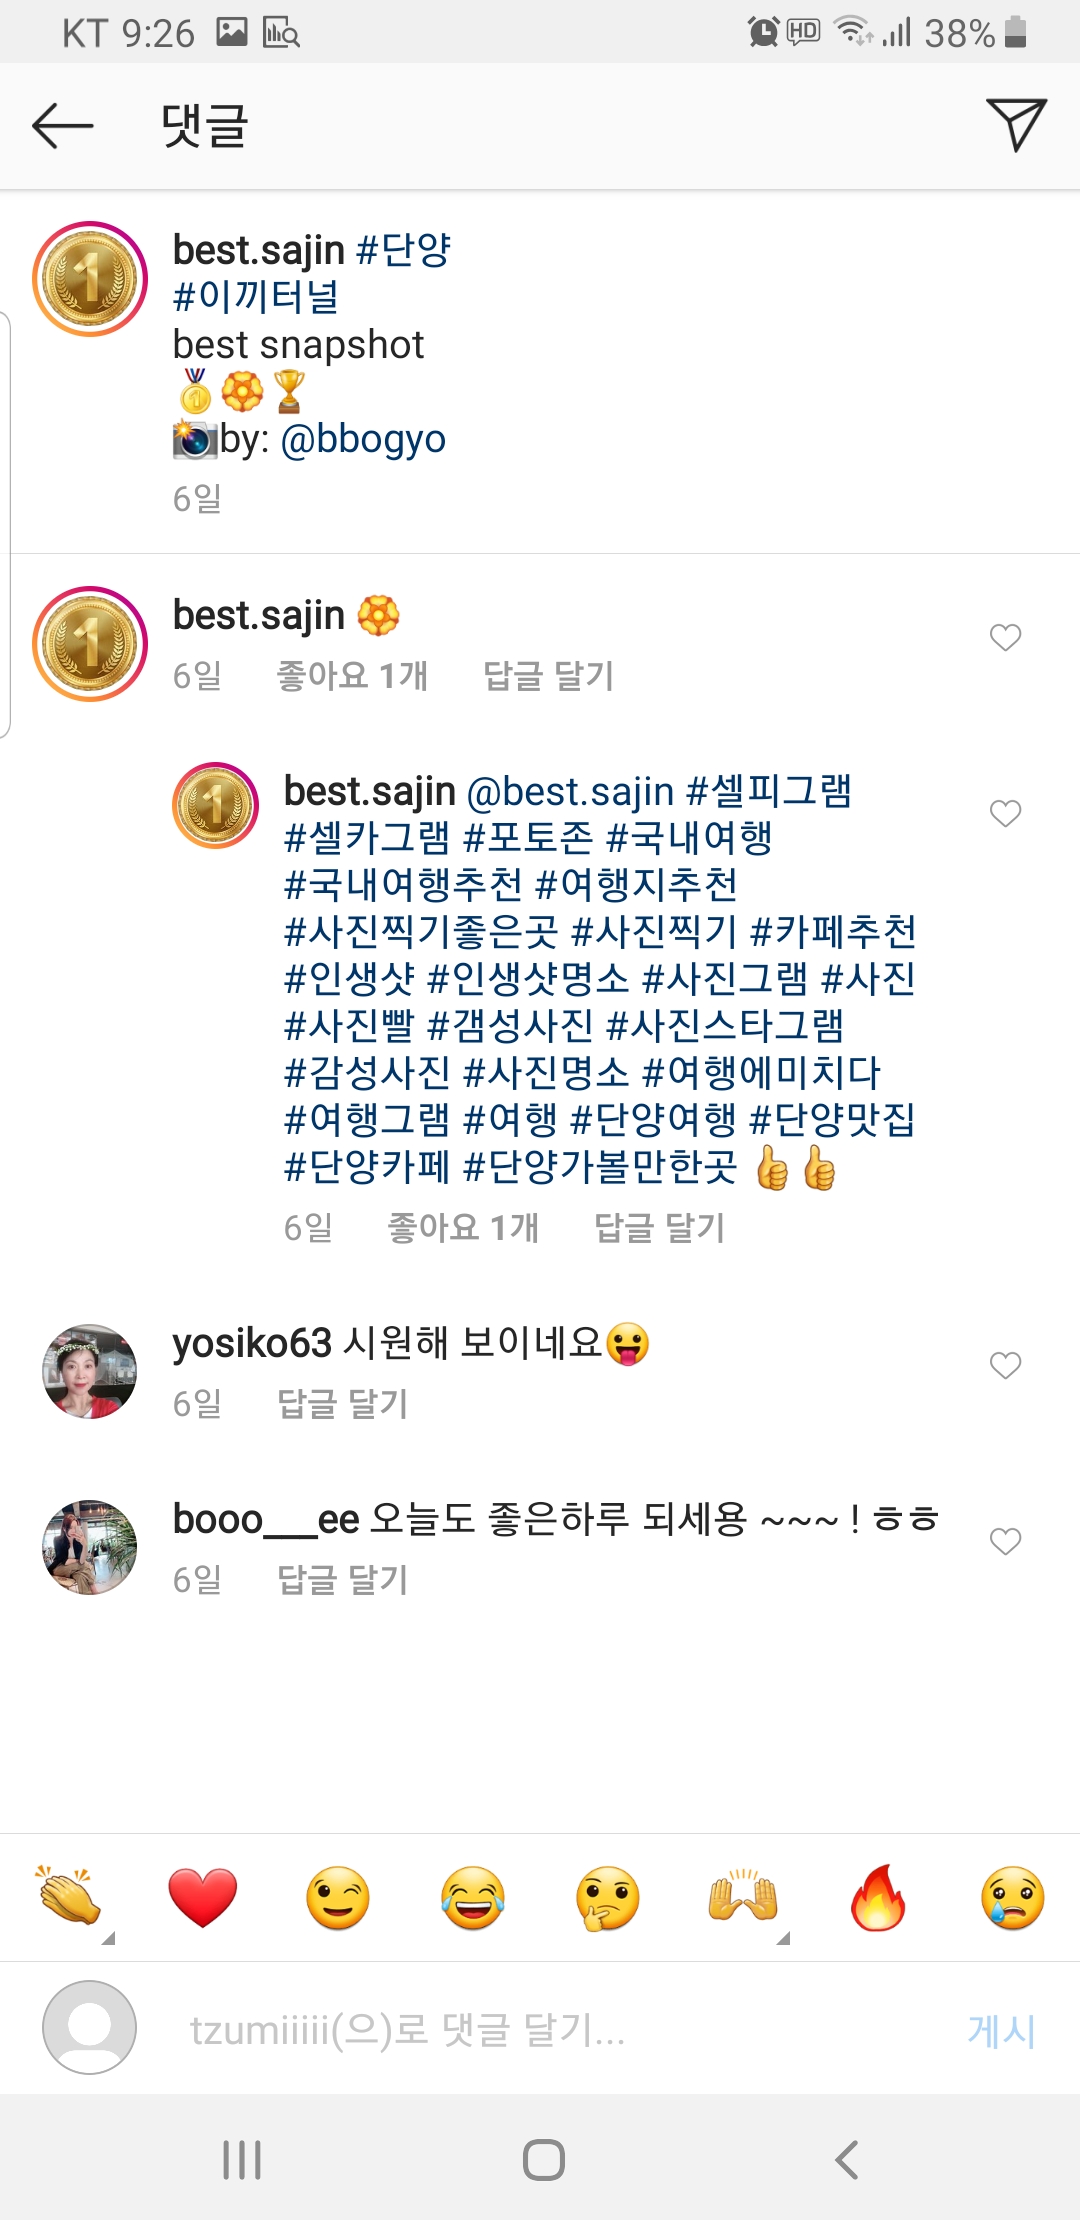 KT 9:26 HD 38%
댓글
best.sajin #단양
#이끼터널
best snapshot
🥇🏵🏆
📸by: @bbogyo
6일
best.sajin 🏵
6일 좋아요 1개 답글 달기
best.sajin @best.sajin #셀피그램
#셀카그램 #포토존 #국내여행
#국내여행추천 #여행지추천
#사진찍기좋은곳 #사진찍기 #카페추천
#인생샷 #인생샷명소 #사진그램 #사진
#사진빨 #갬성사진 #사진스타그램
#감성사진 #사진명소 #여행에미치다
#여행그램 #여행 #단양여행 #단양맛집
#단양카페 #단양가볼만한곳 👍👍
6일 좋아요 1개 답글 달기
yosiko63 시원해 보이네요😛
6일 답글 달기
booo___ee 오늘도 좋은하루 되세용 ~~~ ! ㅎㅎ
6일 답글 달기
👏 ❤️ 😉 😂 🤔 🙌 🔥 😢
tzumiiiii(으)로 댓글 달기... 게시